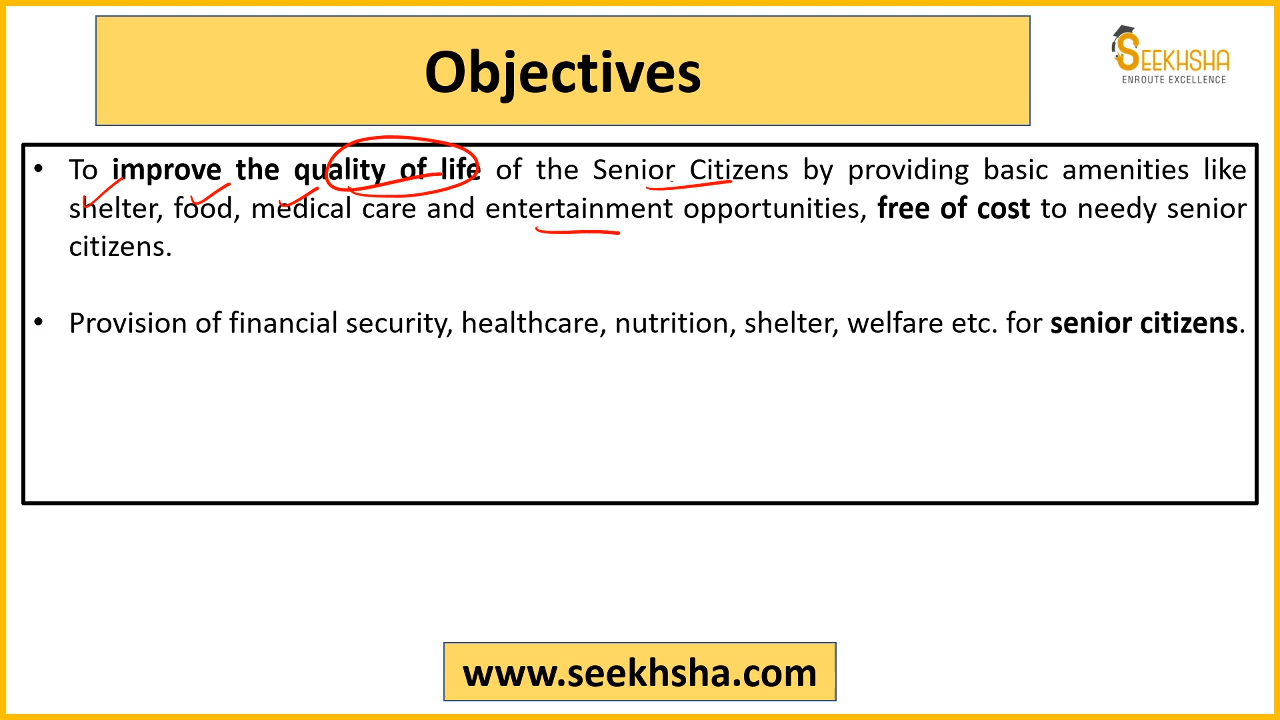 Objectives
SEEKHSHA
ENROUTE EXCELLENCE
• To improve the quality of life of the Senior Citizens by providing basic amenities like
shelter, food, medical care and entertainment opportunities, free of cost to needy senior
citizens.
• Provision of financial security, healthcare, nutrition, shelter, welfare etc. for senior citizens.
www.seekhsha.com